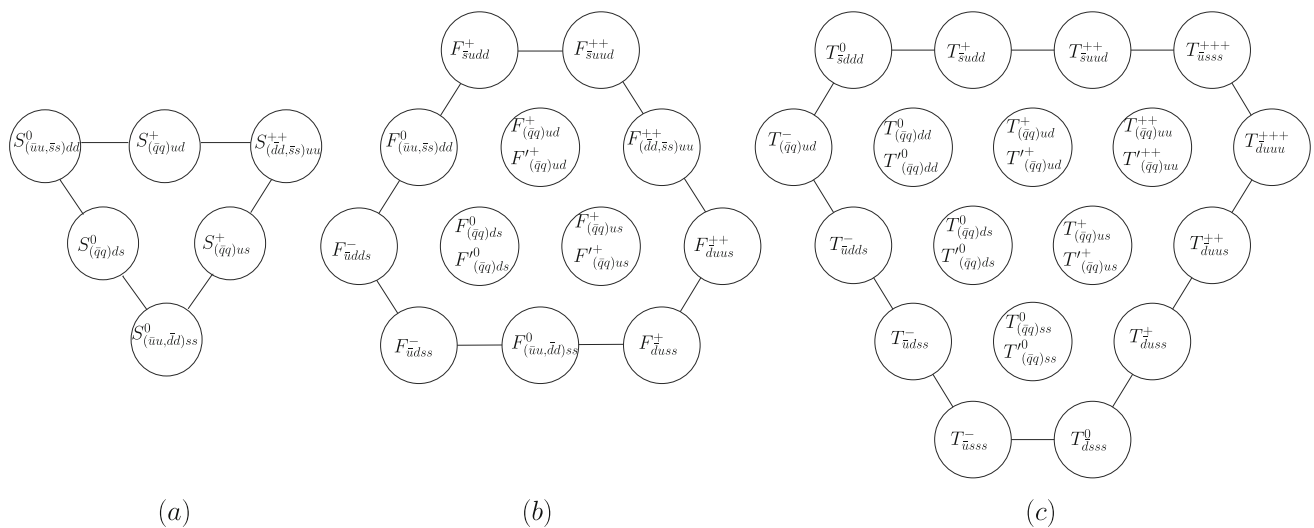 S^0_{(\bar{u}u,\bar{s}s)dd} S^+_{(\bar{q}q)ud} S^{++}_{(\bar{d}d,\bar{s}s)uu}
S^0_{(\bar{q}q)ds} S^+_{(\bar{q}q)us}
S^0_{(\bar{u}u,\bar{d}d)ss}
(a)
F^+_{\bar{s}udd} F^{++}_{\bar{s}uud}
F^0_{(\bar{u}u,\bar{s}s)dd} F^+_{(\bar{q}q)ud} F'^+_{(\bar{q}q)ud} F^{++}_{(\bar{d}d,\bar{s}s)uu}
F^-_{\bar{u}dds} F^0_{(\bar{q}q)ds} F'^0_{(\bar{q}q)ds} F^+_{(\bar{q}q)us} F'^+_{(\bar{q}q)us} F^{++}_{\bar{d}uus}
F^-_{\bar{u}dss} F^0_{(\bar{u}u,\bar{d}d)ss} F^+_{\bar{d}uss}
(b)
T^0_{\bar{s}ddd} T^+_{\bar{s}udd} T^{++}_{\bar{s}uud} T^{+++}_{\bar{u}sss}
T^-_{(\bar{q}q)ud} T^0_{(\bar{q}q)dd} T'^0_{(\bar{q}q)dd} T^+_{(\bar{q}q)ud} T'^+_{(\bar{q}q)ud} T^{++}_{(\bar{q}q)uu} T'^{++}_{(\bar{q}q)uu} T^{+++}_{\bar{d}uuu}
T^-_{\bar{u}dds} T^0_{(\bar{q}q)ds} T'^0_{(\bar{q}q)ds} T^+_{(\bar{q}q)us} T'^+_{(\bar{q}q)us} T^{++}_{\bar{d}uus}
T^-_{\bar{u}dss} T^0_{(\bar{q}q)ss} T'^0_{(\bar{q}q)ss} T^+_{\bar{d}uss}
T^-_{\bar{u}sss} T^0_{\bar{d}sss}
(c)